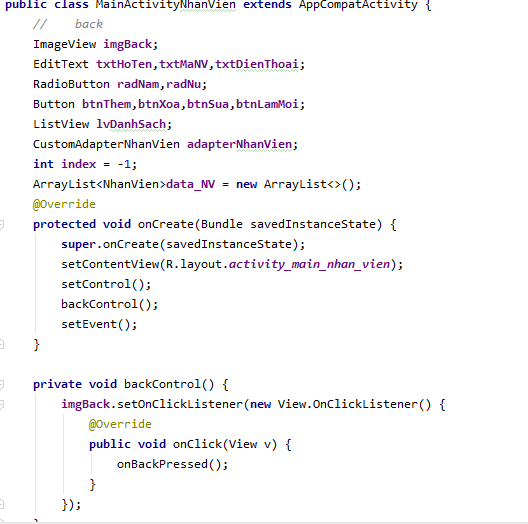 public class MainActivityNhanVien extends AppCompatActivity {
//    back
ImageView imgBack;
EditText txtHoTen,txtMaNV,txtDienThoai;
RadioButton radNam,radNu;
Button btnThem,btnXoa,btnSua,btnLamMoi;
ListView lvDanhSach;
CustomAdapterNhanVien adapterNhanVien;
int index = -1;
ArrayList<NhanVien>data_NV = new ArrayList<>();
@Override
protected void onCreate(Bundle savedInstanceState) {
super.onCreate(savedInstanceState);
setContentView(R.layout.activity_main_nhan_vien);
setControl();
backControl();
setEvent();
}
private void backControl() {
imgBack.setOnClickListener(new View.OnClickListener() {
@Override
public void onClick(View v) {
onBackPressed();
}
});